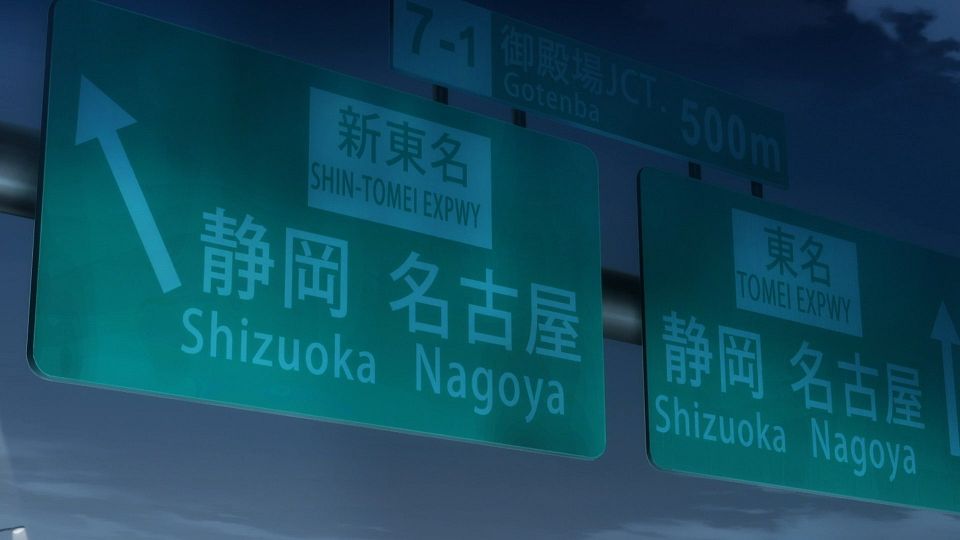 7-1 御殿場JCT. 500m
Gotenba
新東名
SHIN-TOMEI EXPWY
静岡 名古屋
Shizuoka Nagoya
東名
TOMEI EXPWY
静岡 名古屋
Shizuoka Nagoya